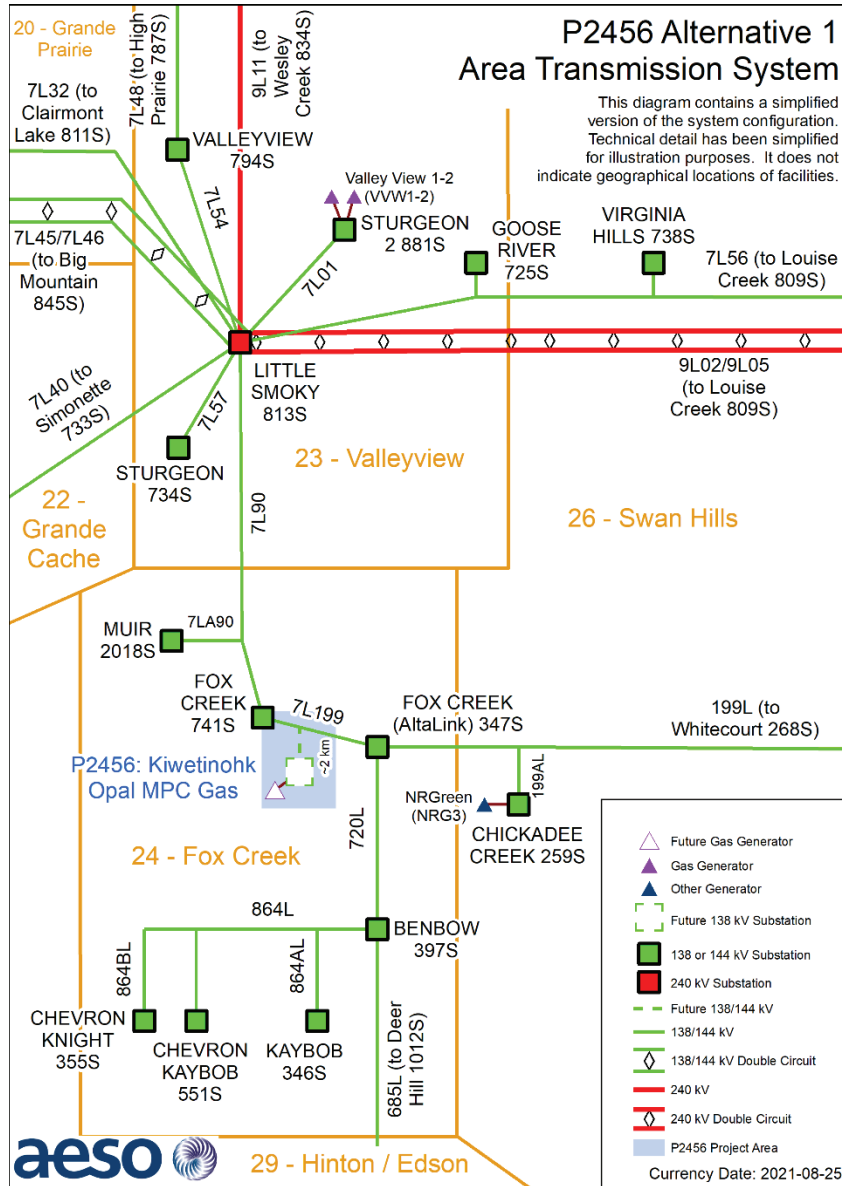 P2456 Alternative 1
Area Transmission System
This diagram contains a simplified
version of the system configuration.
Technical detail has been simplified
for illustration purposes. It does not
indicate geographical locations of facilities.
20 - Grande
Prairie
7L48 (to High
Prairie 787S)
9L11 (to
Wesley
Creek 834S)
7L32 (to
Clairmont
Lake 811S)
VALLEYVIEW
794S
7L54
Valley View 1-2
(VVW1-2)
STURGEON
2 881S
7L01
GOOSE
RIVER
725S
VIRGINIA
HILLS 738S
7L56 (to Louise
Creek 809S)
7L45/7L46
(to Big
Mountain
845S)
7L40 (to
Simonette
733S)
7L57
LITTLE
SMOKY
813S
9L02/9L05
(to Louise
Creek 809S)
STURGEON
734S
23 - Valleyview
22 -
Grande
Cache
7L90
26 - Swan Hills
MUIR
2018S
7LA90
FOX
CREEK
741S
7L199
FOX CREEK
(AltaLink) 347S
199L (to
Whitecourt 268S)
P2456: Kiwetinohk
Opal MPC Gas
~2 km
199AL
NRGreen
(NRG3)
CHICKADEE
CREEK 259S
720L
24 - Fox Creek
864L
BENBOW
397S
864BL
864AL
CHEVRON
KNIGHT
355S
CHEVRON
KAYBOB
551S
KAYBOB
346S
685L (to Deer
Hill 1012S)
29 - Hinton / Edson
aeso
Future Gas Generator
Gas Generator
Other Generator
Future 138 kV Substation
138 or 144 kV Substation
240 kV Substation
Future 138/144 kV
138/144 kV
138/144 kV Double Circuit
240 kV
240 kV Double Circuit
P2456 Project Area
Currency Date: 2021-08-25